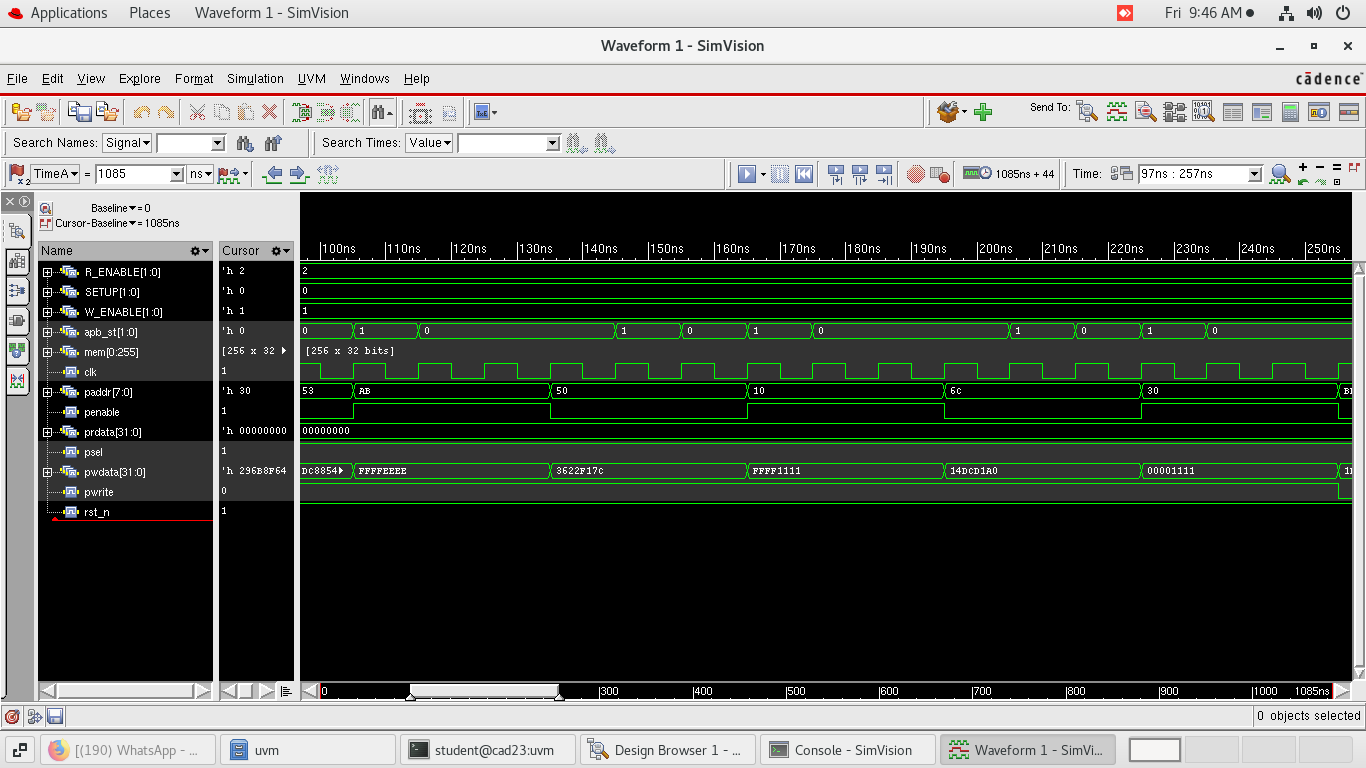 Applications Places Waveform 1 - SimVision Fri 9:46 AM
Waveform 1 - SimVision
File Edit View Explore Format Simulation UVM Windows Help cādence
Send To:
Search Names: Signal Search Times: Value
TimeA = 1085 ns 1085ns + 44 Time: 97ns : 257ns
Baseline = 0
Cursor-Baseline = 1085ns
Name Cursor 100ns 110ns 120ns 130ns 140ns 150ns 160ns 170ns 180ns 190ns 200ns 210ns 220ns 230ns 240ns 250ns
R_ENABLE[1:0] 'h 2 2
SETUP[1:0] 'h 0 0
W_ENABLE[1:0] 'h 1 1
apb_st[1:0] 'h 0 0 1 0 1 0 1 0 1 0 1 0
mem[0:255] [256 x 32 [256 x 32 bits]
clk 1
paddr[7:0] 'h 30 53 AB 50 10 6C 30
penable 1
prdata[31:0] 'h 00000000 00000000
psel 1
pwdata[31:0] 'h 296B8F64 DC8854 FFFFEEEE 3622F17C FFFF1111 14DCD1A0 00001111
pwrite 0
rst_n 1
0 300 400 500 600 700 800 900 1000 1085ns
0 objects selected
[(190) WhatsApp - ... uvm student@cad23:uvm Design Browser 1 - ... Console - SimVision Waveform 1 - SimVi...